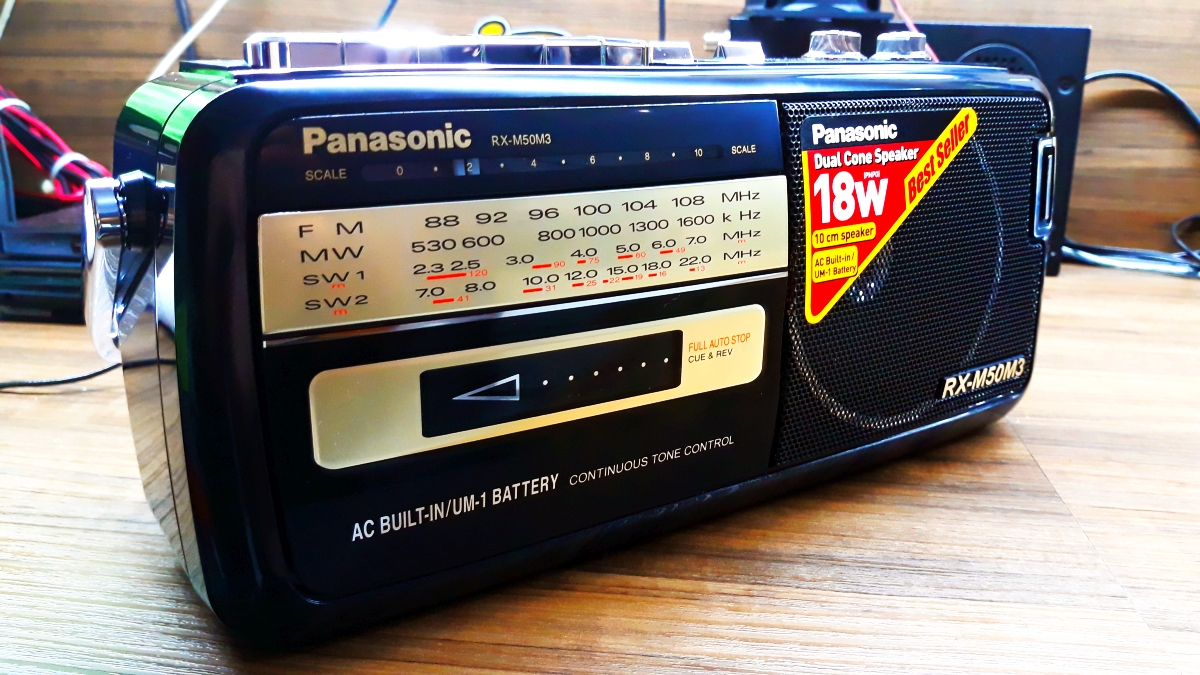 Panasonic RX-M50M3
SCALE 0 2 4 6 8 10 SCALE
F M 88 92 96 100 104 108 MHz
MW 530 600 800 1000 1300 1600 k Hz
SW1 2.3 2.5 3.0 4.0 5.0 6.0 7.0 MHz
m 120 90 75 60 49 m
SW2 7.0 8.0 10.0 12.0 15.0 18.0 22.0 MHz
m 41 31 25 22 19 16 13 m
FULL AUTO STOP
CUE & REV
AC BUILT-IN/UM-1 BATTERY CONTINUOUS TONE CONTROL
Panasonic
Dual Cone Speaker
18W
PMPO
Best Seller
10 cm speaker
AC Built-in/
UM-1 Battery
RX-M50M3